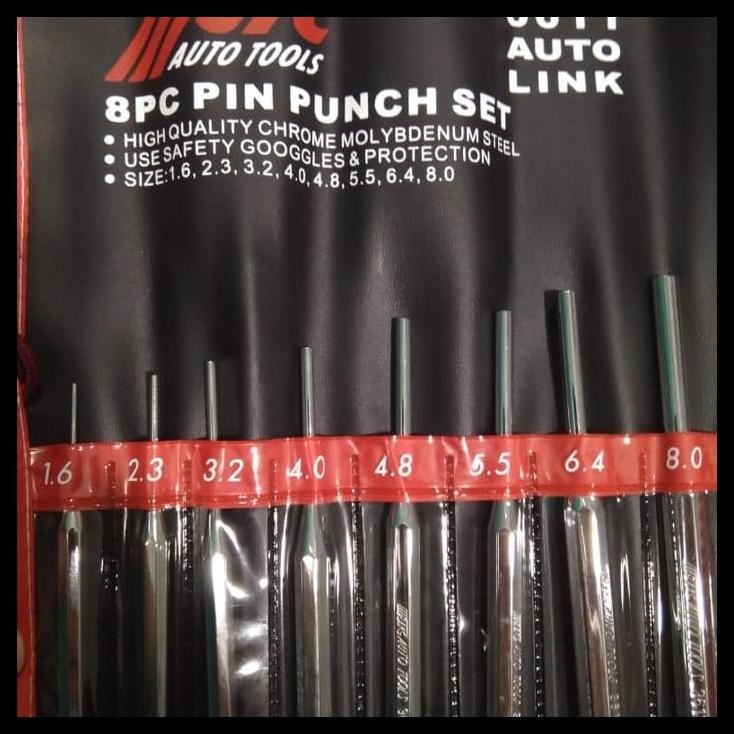 AUTO TOOLS
AUTO
LINK
8PC PIN PUNCH SET
• HIGH QUALITY CHROME MOLYBDENUM STEEL
• USE SAFETY GOOGGLES & PROTECTION
• SIZE:1.6, 2.3, 3.2, 4.0, 4.8, 5.5, 6.4, 8.0
1.6 2.3 3.2 4.0 4.8 5.5 6.4 8.0
AUTO TOOLS